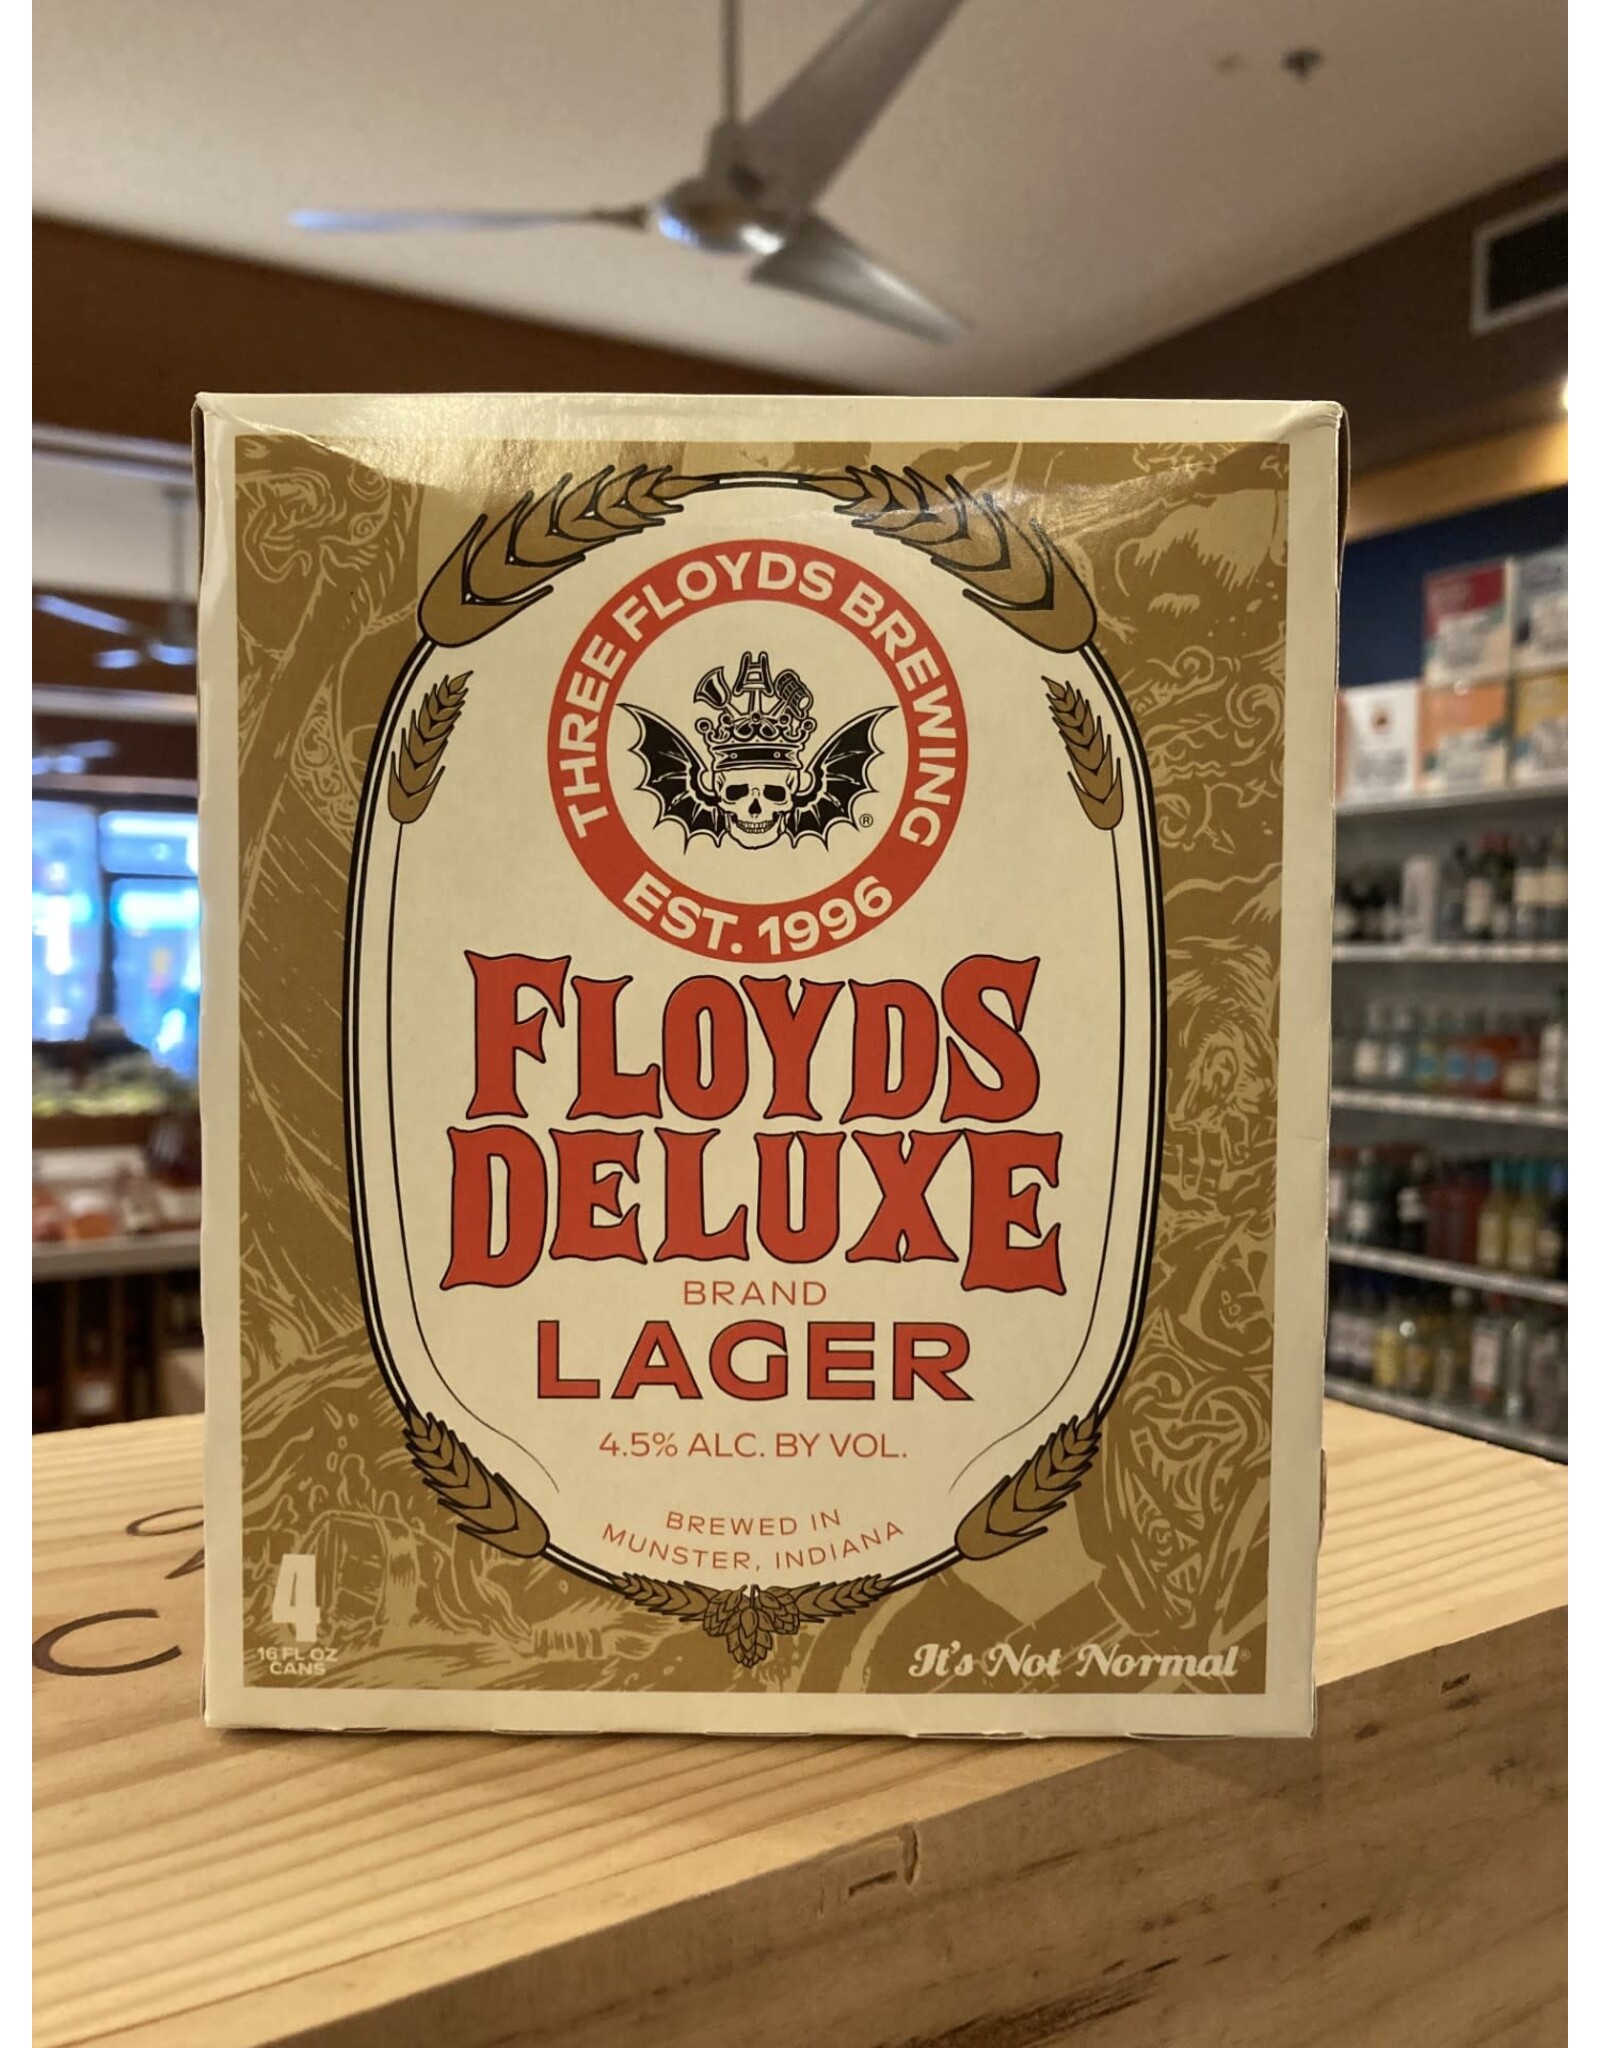 THREE FLOYDS BREWING
®
EST. 1996
FLOYDS
DELUXE
BRAND
LAGER
4.5% ALC. BY VOL.
BREWED IN
MUNSTER, INDIANA
4
16 FL OZ
CANS
It's Not Normal®